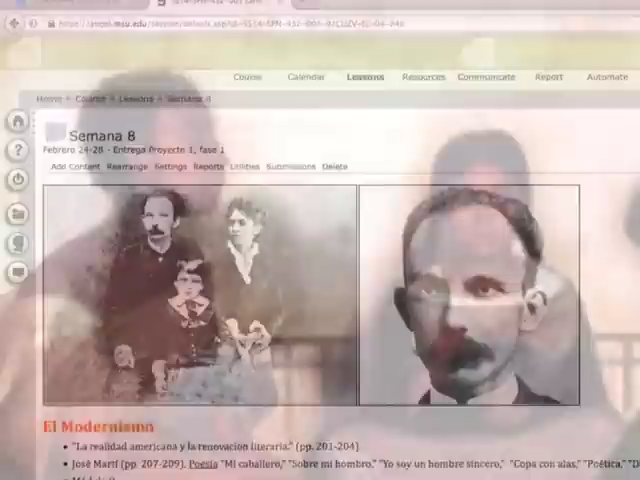 Course Calendar Lessons Resources Communicate Report Automate
Home » Course » Lessons » Semana 8
Semana 8
Febrero 24-28 - Entrega Proyecto 1, fase 1
Add Content Rearrange Settings Reports Utilities Submissions Delete
El Modernismo
• "La realidad americana y la renovación literaria." (pp. 201-204)
• José Martí (pp. 207-209). Poesía "Mi caballero," "Sobre mi hombro," "Yo soy un hombre sincero," "Copa con alas," "Poética,"